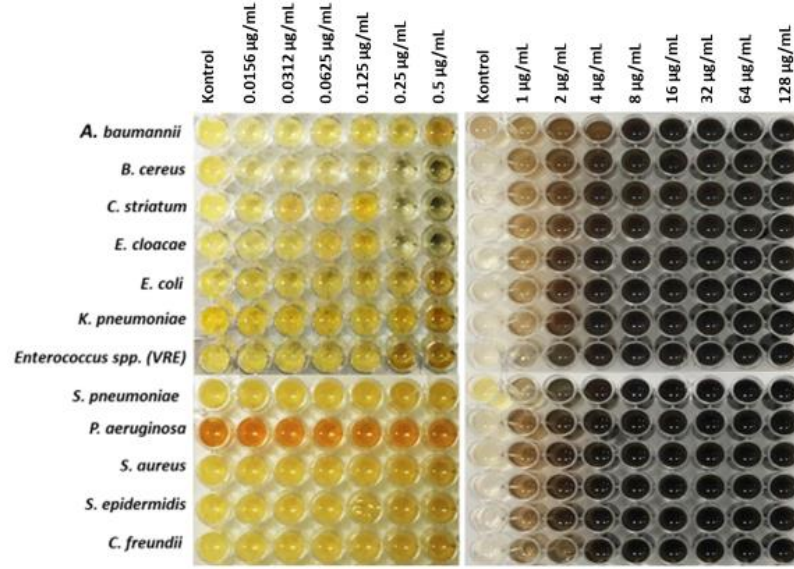 Kontrol
0.0156 µg/mL
0.0312 µg/mL
0.0625 µg/mL
0.125 µg/mL
0.25 µg/mL
0.5 µg/mL
Kontrol
1 µg/mL
2 µg/mL
4 µg/mL
8 µg/mL
16 µg/mL
32 µg/mL
64 µg/mL
128 µg/mL
A. baumannii
B. cereus
C. striatum
E. cloacae
E. coli
K. pneumoniae
Enterococcus spp. (VRE)
S. pneumoniae
P. aeruginosa
S. aureus
S. epidermidis
C. freundii